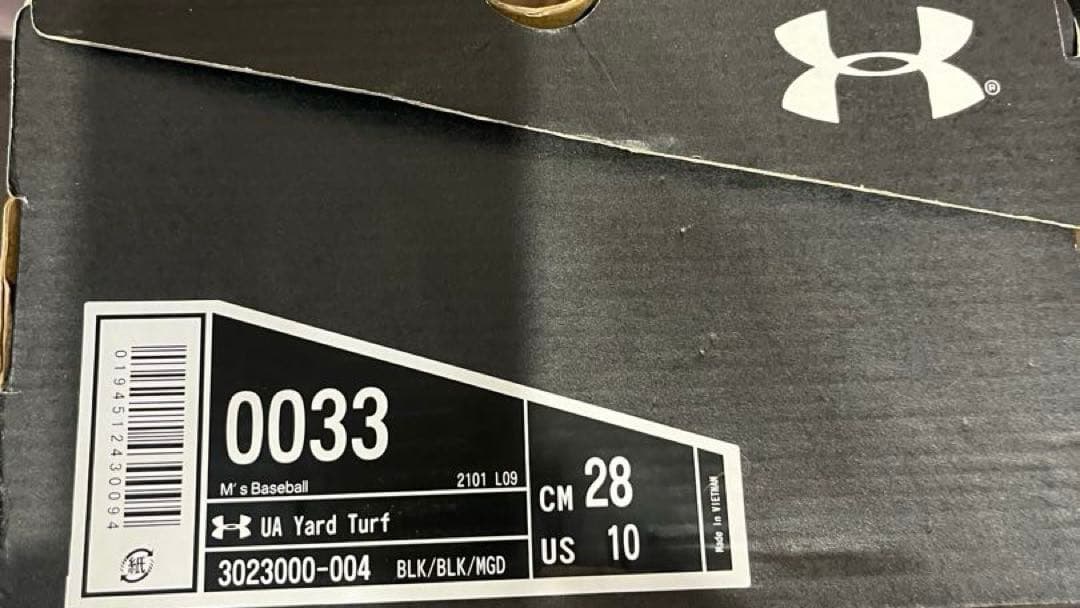 ®
0194512430094
紙
0033
M's Baseball 2101 L09
UA Yard Turf
3023000-004 BLK/BLK/MGD
CM 28
US 10
Made in VIETNAM